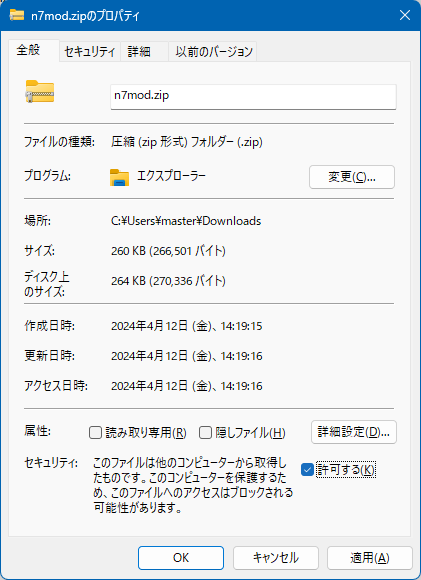 n7mod.zipのプロパティ
全般 セキュリティ 詳細 以前のバージョン
n7mod.zip
ファイルの種類: 圧縮 (zip 形式) フォルダー (.zip)
プログラム: エクスプローラー 変更(C)...
場所: C:¥Users¥master¥Downloads
サイズ: 260 KB (266,501 バイト)
ディスク上
のサイズ: 264 KB (270,336 バイト)
作成日時: 2024年4月12日 (金)、14:19:15
更新日時: 2024年4月12日 (金)、14:19:16
アクセス日時: 2024年4月12日 (金)、14:19:16
属性: 読み取り専用(R) 隠しファイル(H) 詳細設定(D)...
セキュリティ: このファイルは他のコンピューターから取得し
たものです。このコンピューターを保護するため、このファイルへのアクセスはブロックされる
可能性があります。
許可する(K)
OK キャンセル 適用(A)